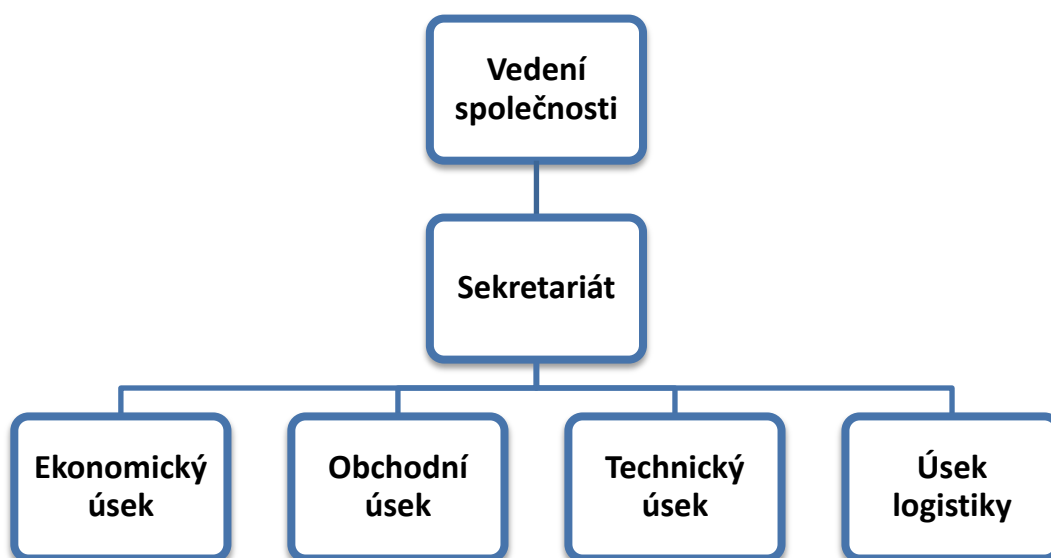 Vedení
společnosti
Sekretariát
Ekonomický
úsek
Obchodní
úsek
Technický
úsek
Úsek
logistiky